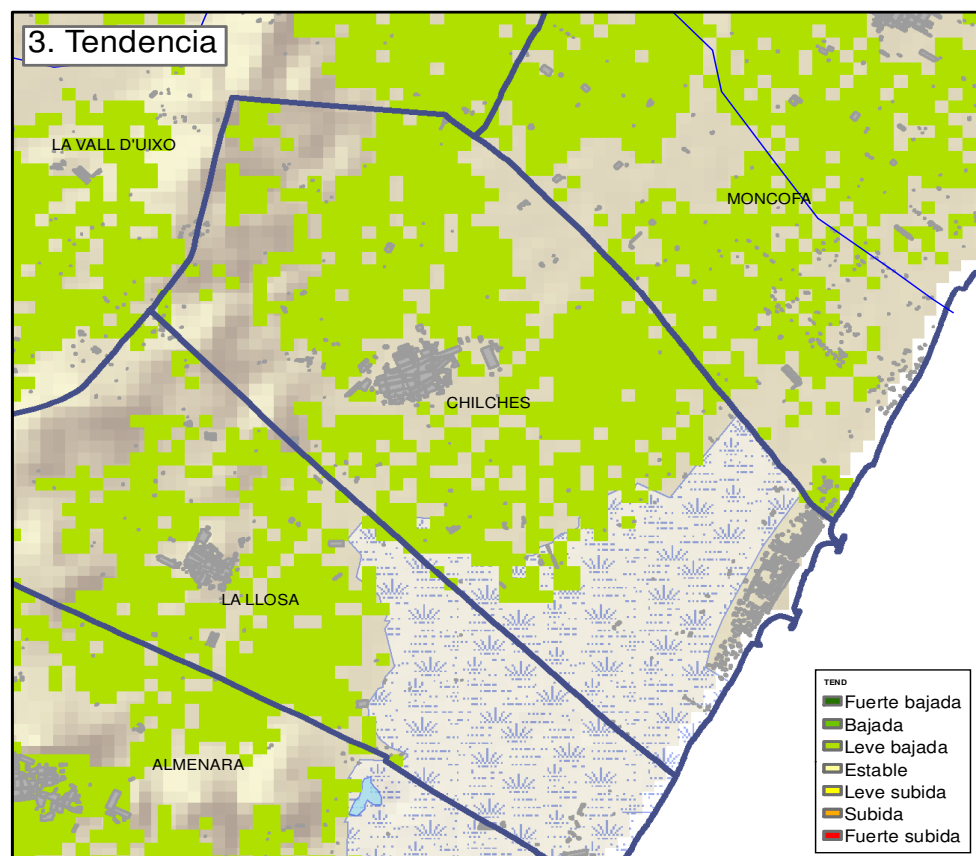 3. Tendencia
LA VALL D'UIXO
MONCOFA
CHILCHES
LA LLOSA
ALMENARA
TEND
Fuerte bajada
Bajada
Leve bajada
Estable
Leve subida
Subida
Fuerte subida